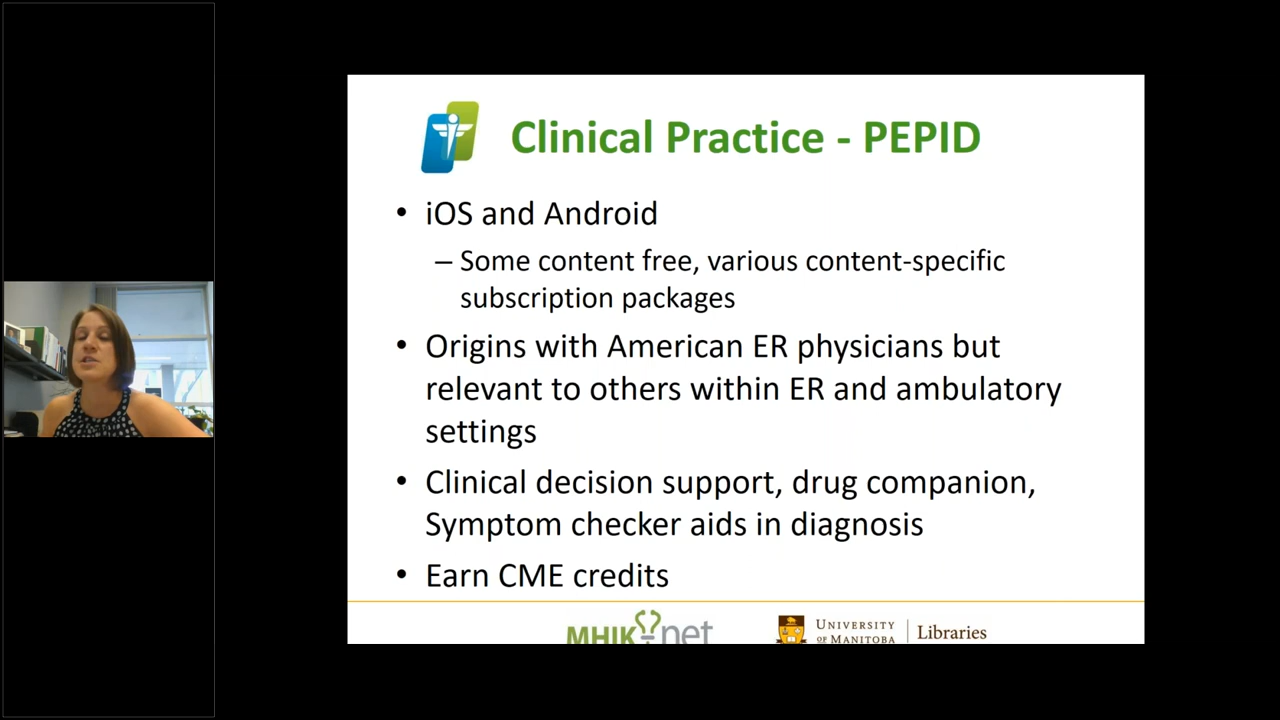 Clinical Practice - PEPID
• iOS and Android
– Some content free, various content-specific
subscription packages
• Origins with American ER physicians but
relevant to others within ER and ambulatory
settings
• Clinical decision support, drug companion,
Symptom checker aids in diagnosis
• Earn CME credits
MHIKnet
UNIVERSITY
OF MANITOBA
Libraries